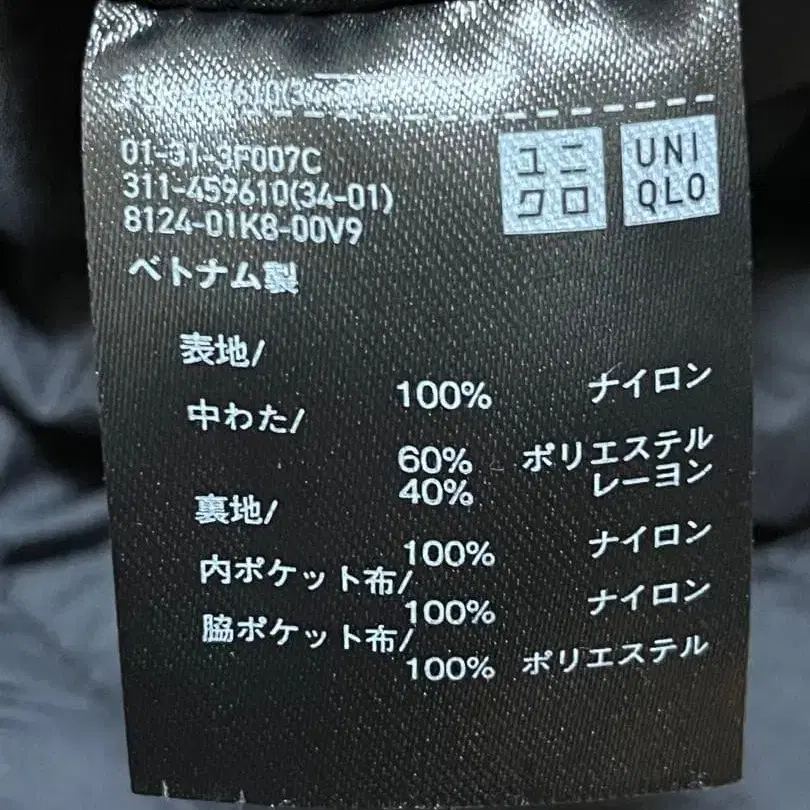 01-31-3F007C
311-459610(34-01)
8124-01K8-00V9
ユニクロ
UNIQLO
ベトナム製
表地/
100% ナイロン
中わた/
60% ポリエステル
40% レーヨン
裏地/
100% ナイロン
内ポケット布/
100% ナイロン
脇ポケット布/
100% ポリエステル